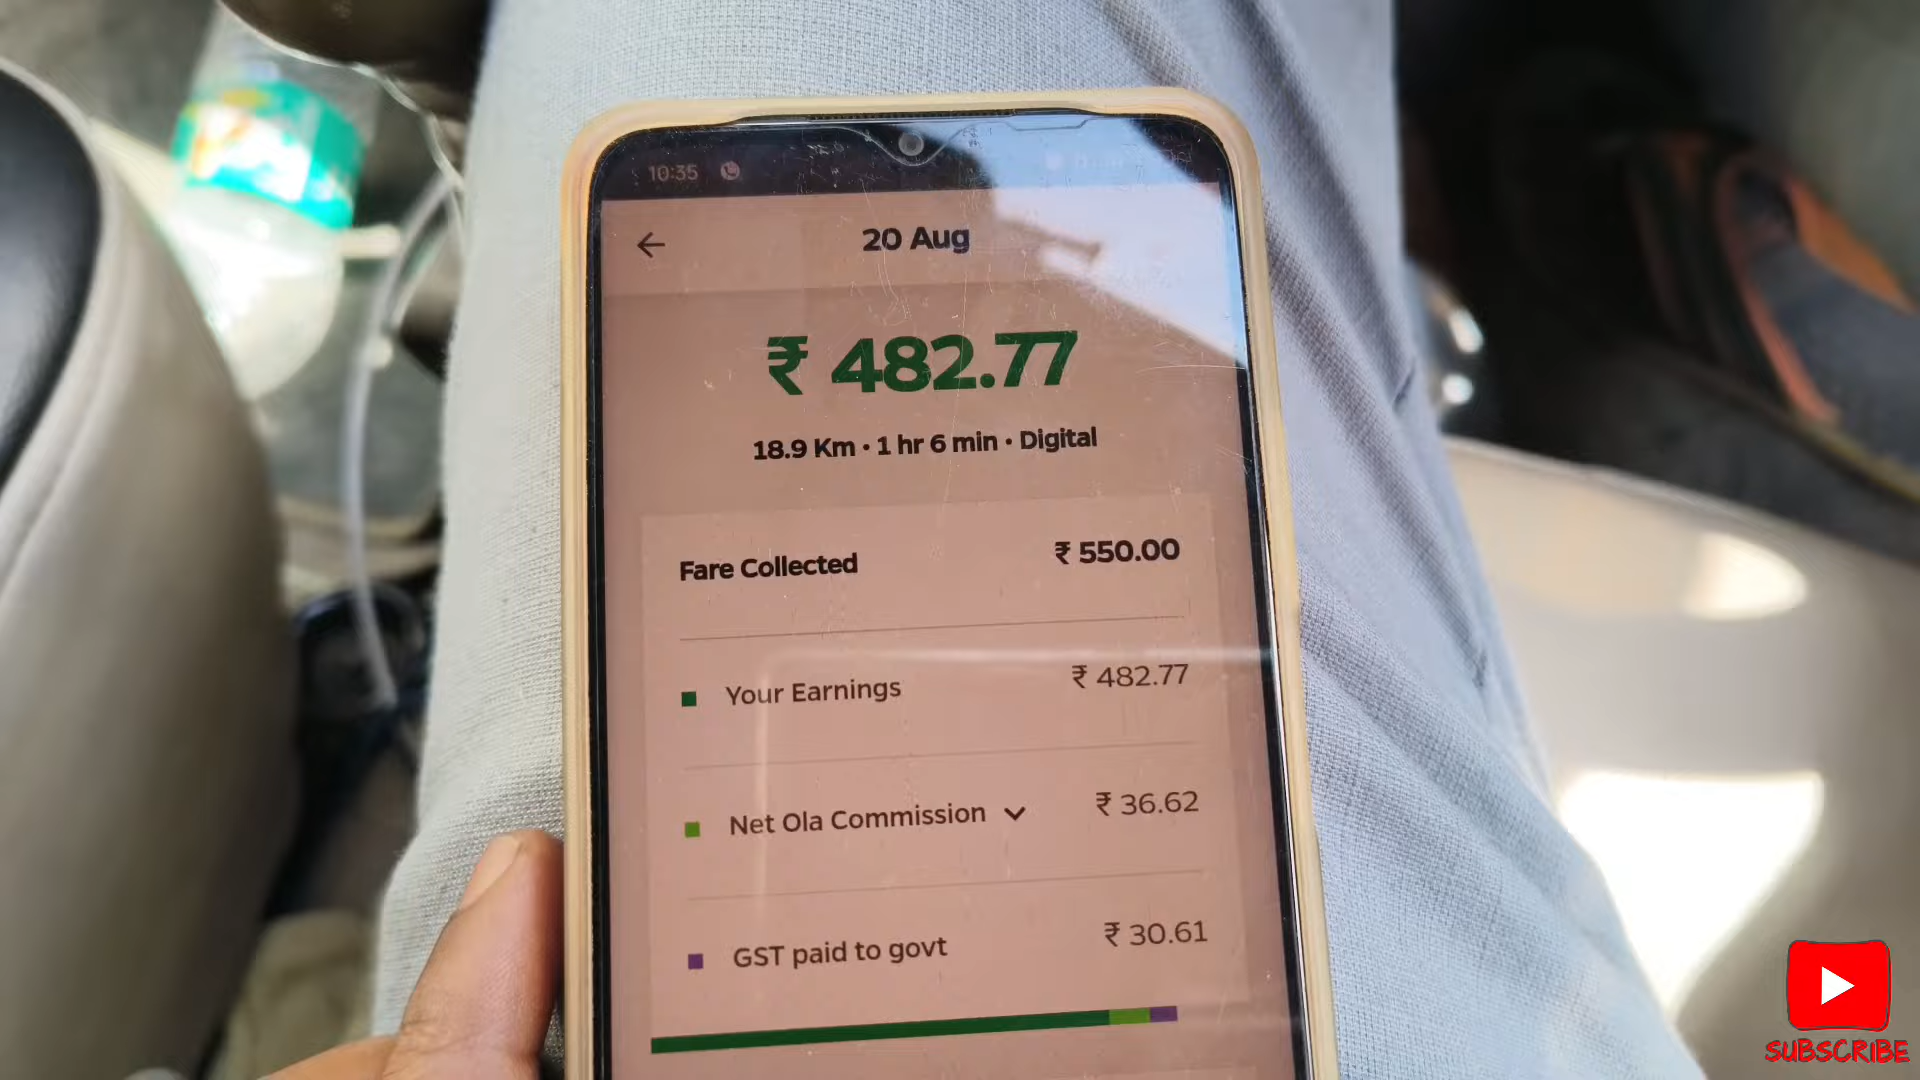 10:35
20 Aug
₹ 482.77
18.9 Km • 1 hr 6 min • Digital
Fare Collected ₹ 550.00
Your Earnings ₹ 482.77
Net Ola Commission ₹ 36.62
GST paid to govt ₹ 30.61
SUBSCRIBE